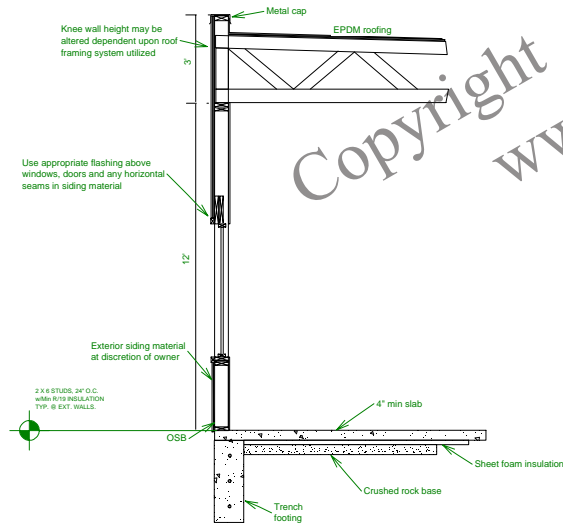 Metal cap
Knee wall height may be
altered dependent upon roof
framing system utilized
EPDM roofing
3'
Copyright
www
Use appropriate flashing above
windows, doors and any horizontal
seams in siding material
12'
Exterior siding material
at discretion of owner
2 X 6 STUDS, 24" O.C.
w/Min R/19 INSULATION
TYP. @ EXT. WALLS.
OSB
4" min slab
Sheet foam insulation
Crushed rock base
Trench
footing